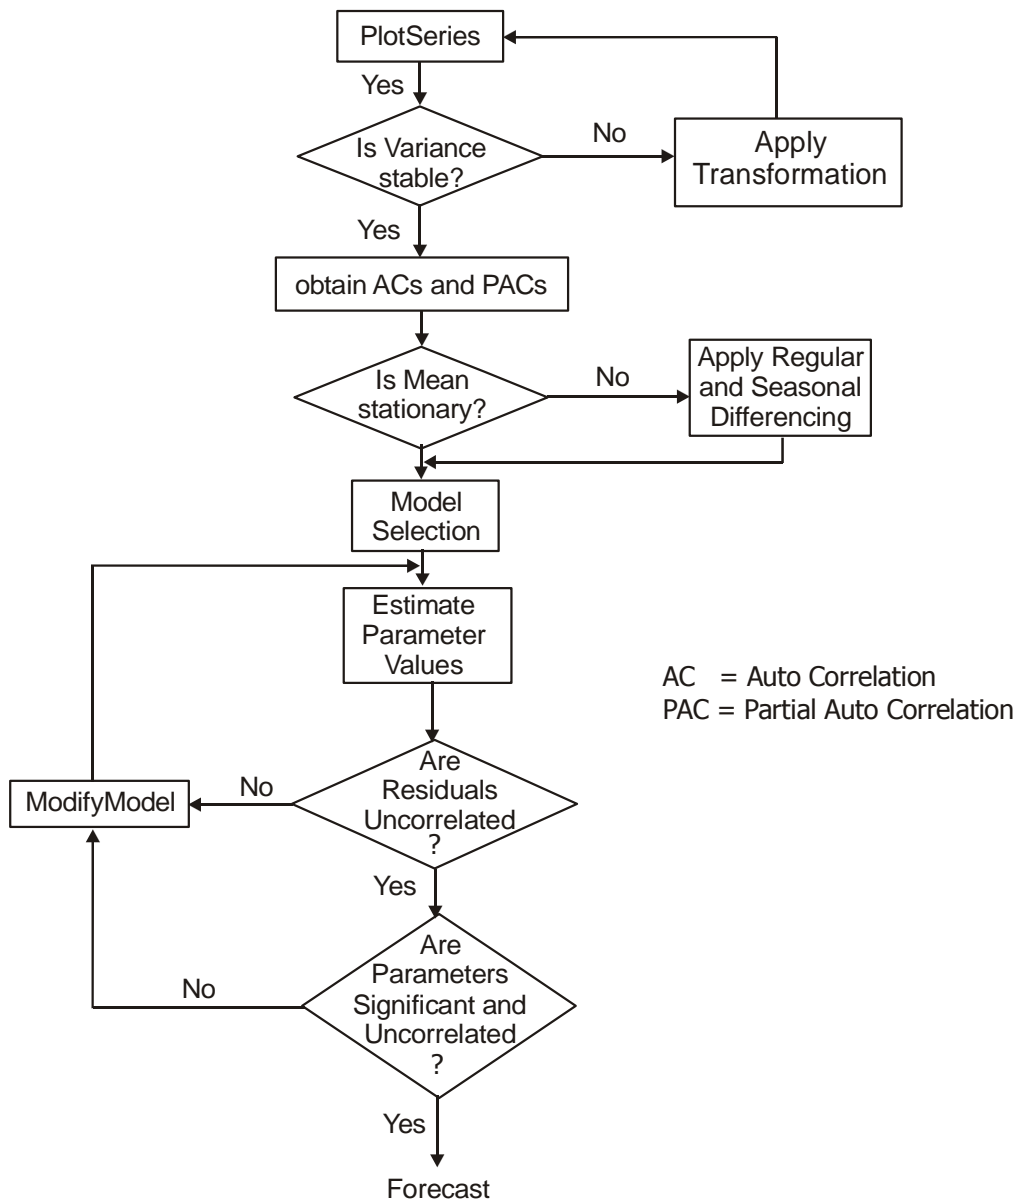 PlotSeries
Yes
Is Variance
stable?
No
Apply
Transformation
Yes
obtain ACs and PACs
Is Mean
stationary?
No
Apply Regular
and Seasonal
Differencing
Model
Selection
Estimate
Parameter
Values
AC = Auto Correlation
PAC = Partial Auto Correlation
Are
Residuals
Uncorrelated
?
No
ModifyModel
Yes
Are
Parameters
Significant and
Uncorrelated
?
No
Yes
Forecast